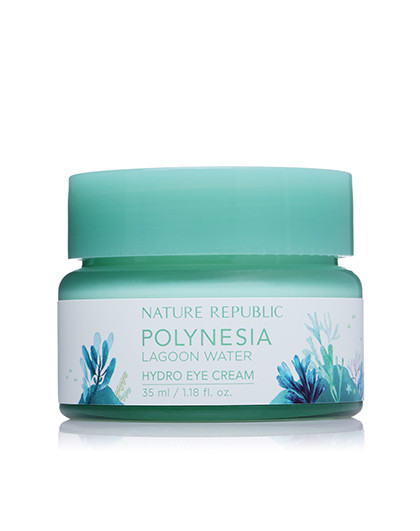 NATURE REPUBLIC
POLYNESIA
LAGOON WATER
HYDRO EYE CREAM
35 ml / 1.18 fl. oz.